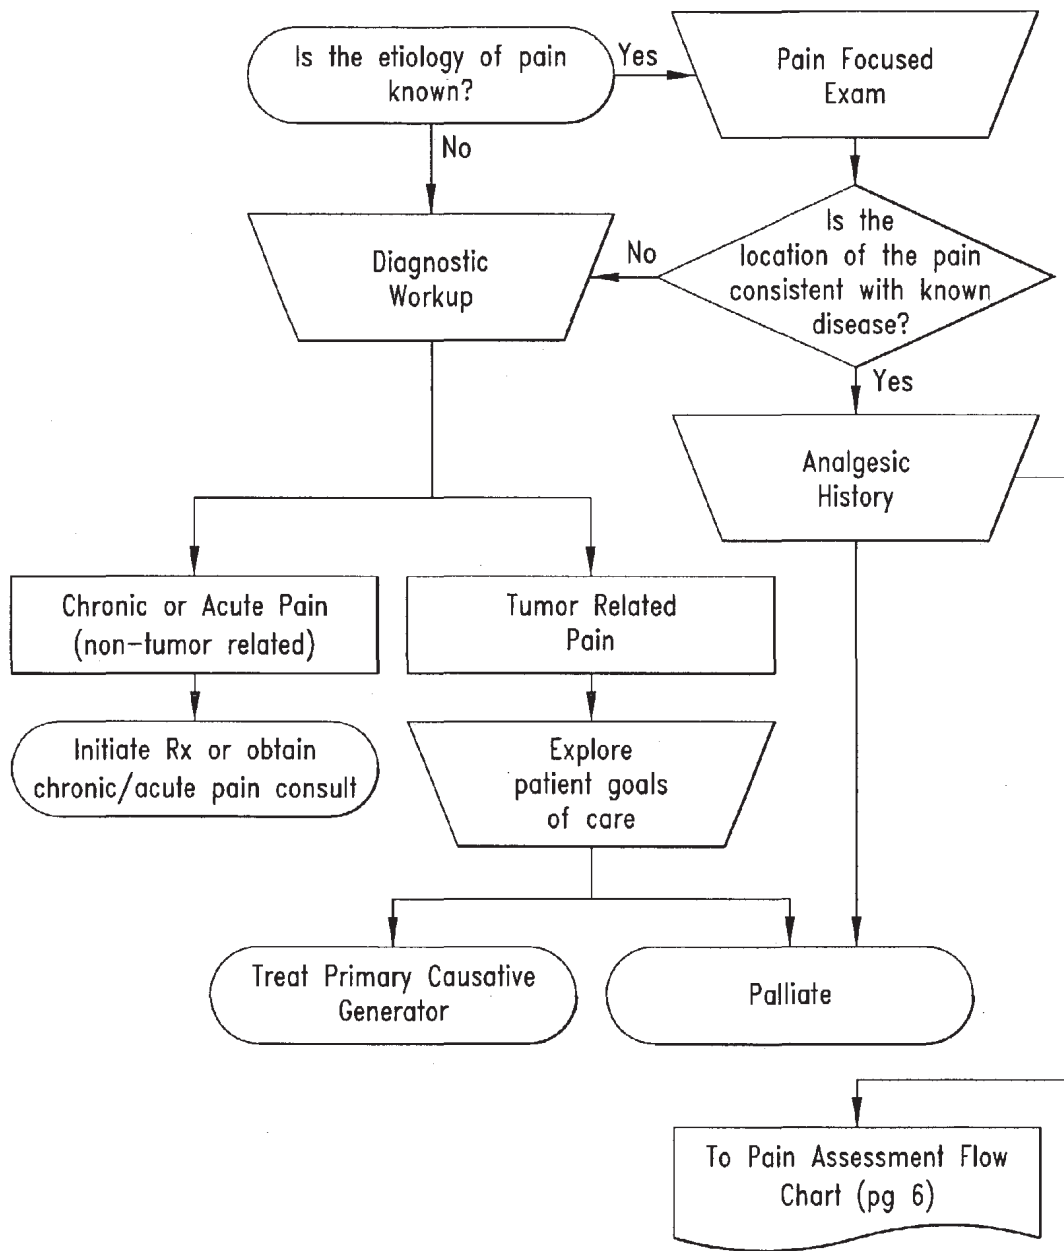 Is the etiology of pain
known?
Yes
Pain Focused
Exam
No
Diagnostic
Workup
No
Is the
location of the pain
consistent with known
disease?
Yes
Analgesic
History
Chronic or Acute Pain
(non-tumor related)
Tumor Related
Pain
Initiate Rx or obtain
chronic/acute pain consult
Explore
patient goals
of care
Treat Primary Causative
Generator
Palliate
To Pain Assessment Flow
Chart (pg 6)